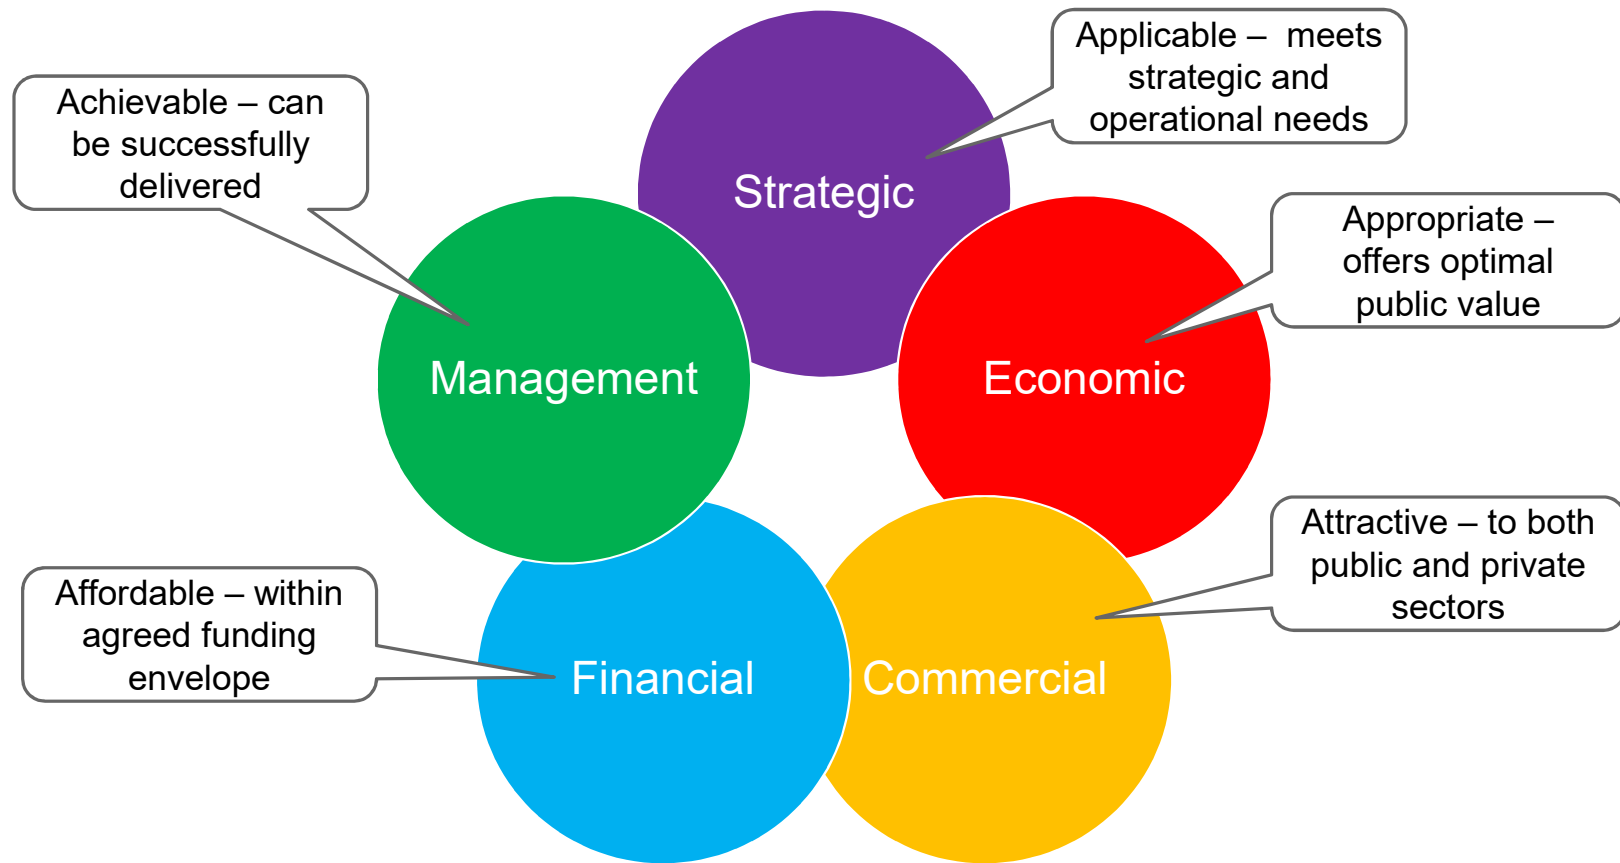 Applicable – meets
strategic and
operational needs
Achievable – can
be successfully
delivered
Strategic
Appropriate –
offers optimal
public value
Management
Economic
Attractive – to both
public and private
sectors
Affordable – within
agreed funding
envelope
Financial
Commercial